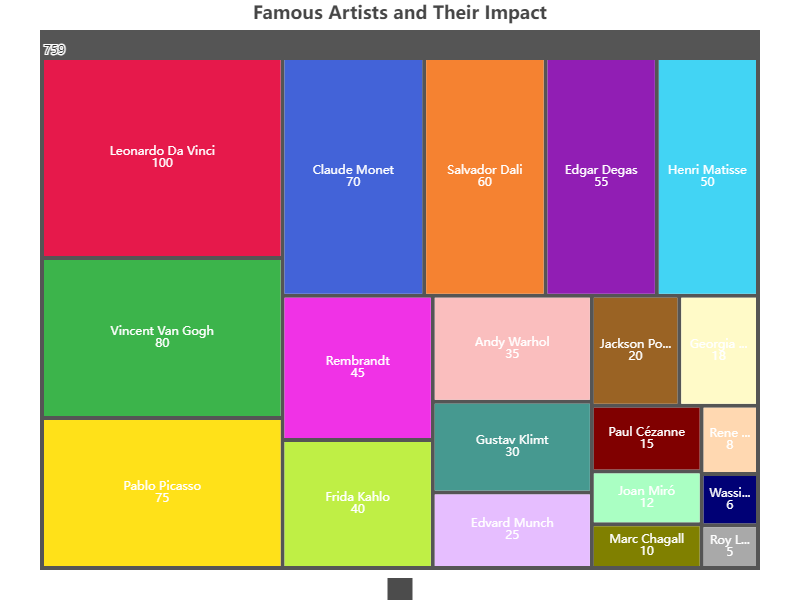 Famous Artists and Their Impact
759
Leonardo Da Vinci
100
Claude Monet
70
Salvador Dali
60
Edgar Degas
55
Henri Matisse
50
Vincent Van Gogh
80
Rembrandt
45
Andy Warhol
35
Jackson Po...
20
Georgia ...
18
Pablo Picasso
75
Frida Kahlo
40
Gustav Klimt
30
Paul Cézanne
15
Rene ...
8
Edvard Munch
25
Joan Miró
12
Wassi...
6
Marc Chagall
10
Roy L...
5